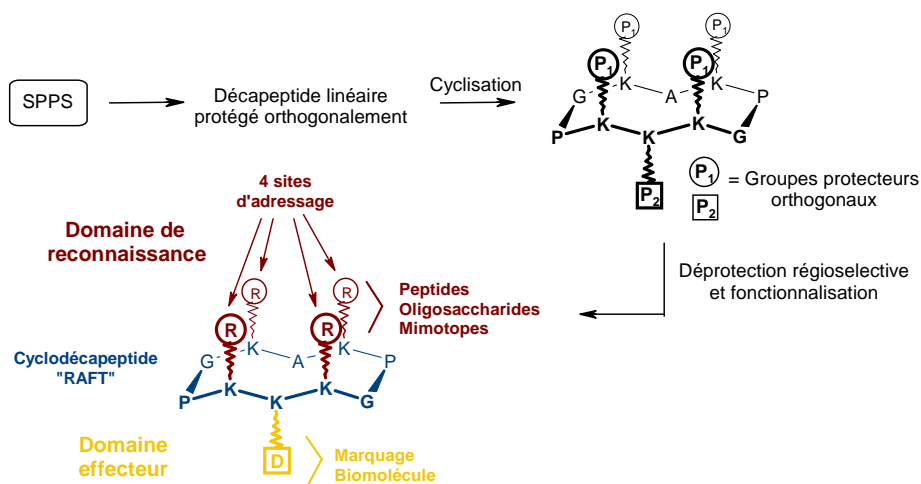 SPPS
Décapeptide linéaire
protégé orthogonalement
Cyclisation
P1
P1
P1
P1
K
A
K
G
P
P
K
K
K
G
P2
P1
= Groupes protecteurs
P2
orthogonaux
4 sites
d'adressage
Domaine de
reconnaissance
Déprotection régioselective
et fonctionnalisation
R
R
R
R
Peptides
Oligosaccharides
Mimotopes
Cyclodécapeptide
"RAFT"
K
A
K
G
P
P
K
K
K
G
D
Domaine
effecteur
Marquage
Biomolécule